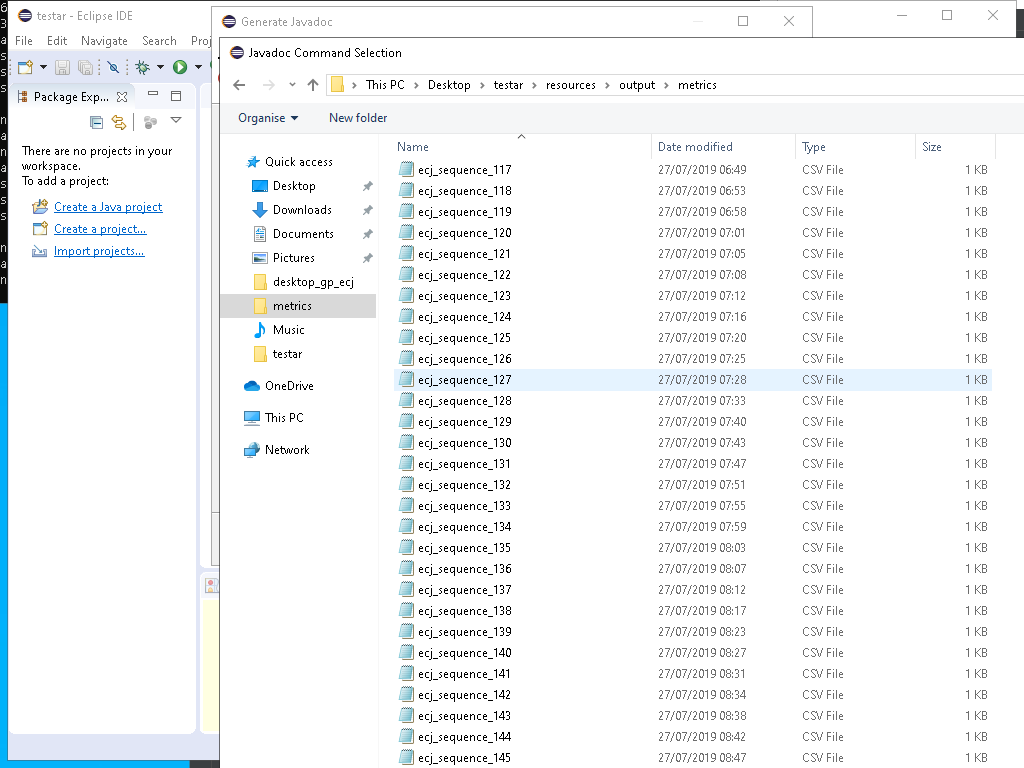 testar - Eclipse IDE
Generate Javadoc
File Edit Navigate Search Proj
Javadoc Command Selection
This PC > Desktop > testar > resources > output > metrics
Package Exp...
Organise New folder
There are no projects in your
workspace.
To add a project:
Create a Java project
Create a project...
Import projects...
Quick access
Desktop
Downloads
Documents
Pictures
desktop_gp_ecj
metrics
Music
testar
OneDrive
This PC
Network
Name Date modified Type Size
ecj_sequence_117 27/07/2019 06:49 CSV File 1 KB
ecj_sequence_118 27/07/2019 06:53 CSV File 1 KB
ecj_sequence_119 27/07/2019 06:58 CSV File 1 KB
ecj_sequence_120 27/07/2019 07:01 CSV File 1 KB
ecj_sequence_121 27/07/2019 07:05 CSV File 1 KB
ecj_sequence_122 27/07/2019 07:08 CSV File 1 KB
ecj_sequence_123 27/07/2019 07:12 CSV File 1 KB
ecj_sequence_124 27/07/2019 07:16 CSV File 1 KB
ecj_sequence_125 27/07/2019 07:20 CSV File 1 KB
ecj_sequence_126 27/07/2019 07:25 CSV File 1 KB
ecj_sequence_127 27/07/2019 07:28 CSV File 1 KB
ecj_sequence_128 27/07/2019 07:33 CSV File 1 KB
ecj_sequence_129 27/07/2019 07:40 CSV File 1 KB
ecj_sequence_130 27/07/2019 07:43 CSV File 1 KB
ecj_sequence_131 27/07/2019 07:47 CSV File 1 KB
ecj_sequence_132 27/07/2019 07:51 CSV File 1 KB
ecj_sequence_133 27/07/2019 07:55 CSV File 1 KB
ecj_sequence_134 27/07/2019 07:59 CSV File 1 KB
ecj_sequence_135 27/07/2019 08:03 CSV File 1 KB
ecj_sequence_136 27/07/2019 08:07 CSV File 1 KB
ecj_sequence_137 27/07/2019 08:12 CSV File 1 KB
ecj_sequence_138 27/07/2019 08:17 CSV File 1 KB
ecj_sequence_139 27/07/2019 08:23 CSV File 1 KB
ecj_sequence_140 27/07/2019 08:27 CSV File 1 KB
ecj_sequence_141 27/07/2019 08:31 CSV File 1 KB
ecj_sequence_142 27/07/2019 08:34 CSV File 1 KB
ecj_sequence_143 27/07/2019 08:38 CSV File 1 KB
ecj_sequence_144 27/07/2019 08:42 CSV File 1 KB
ecj_sequence_145 27/07/2019 08:47 CSV File 1 KB